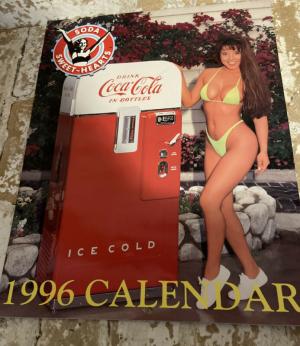 SODA
SWEET-HEARTS
DRINK
Coca-Cola
IN BOTTLES
ICE COLD
1996 CALENDAR